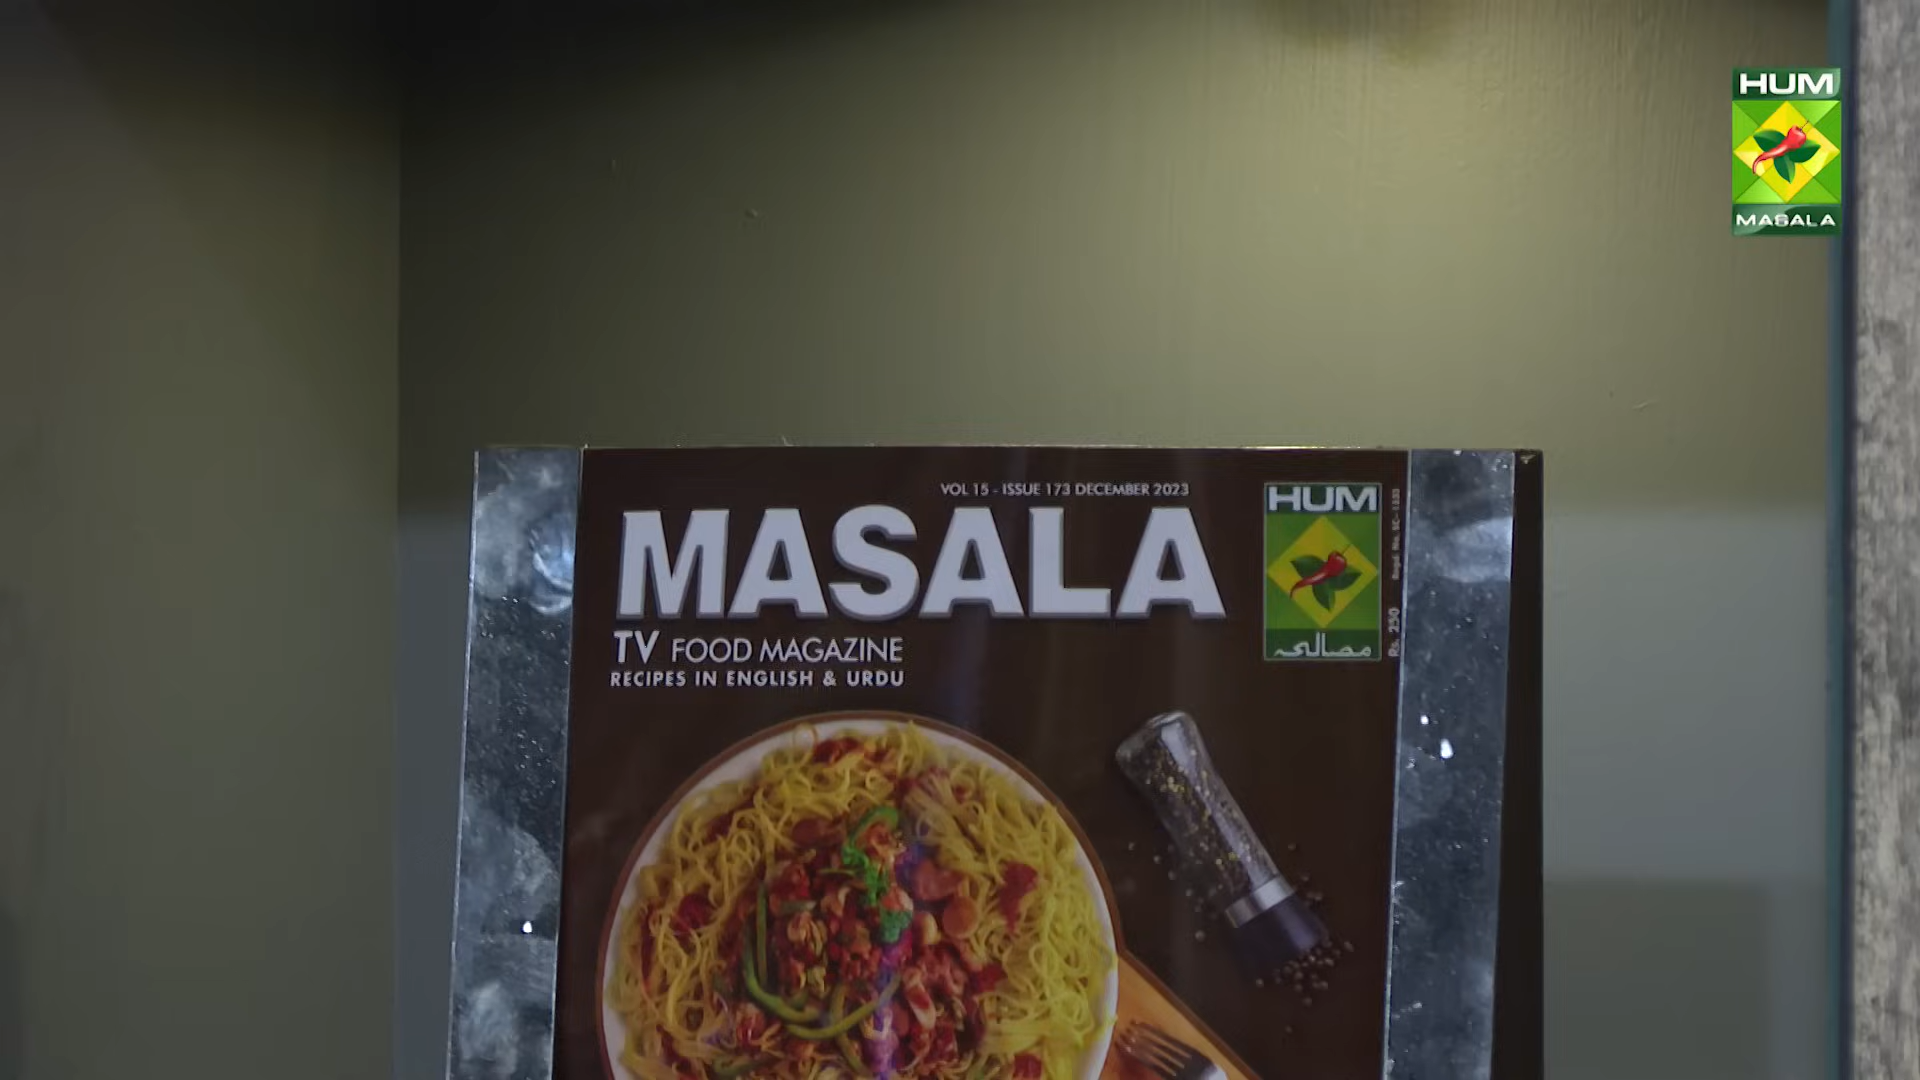 HUM
MASALA
VOL 15 - ISSUE 173 DECEMBER 2023
MASALA
TV FOOD MAGAZINE
RECIPES IN ENGLISH & URDU
HUM
مصالحہ
Rs. 250